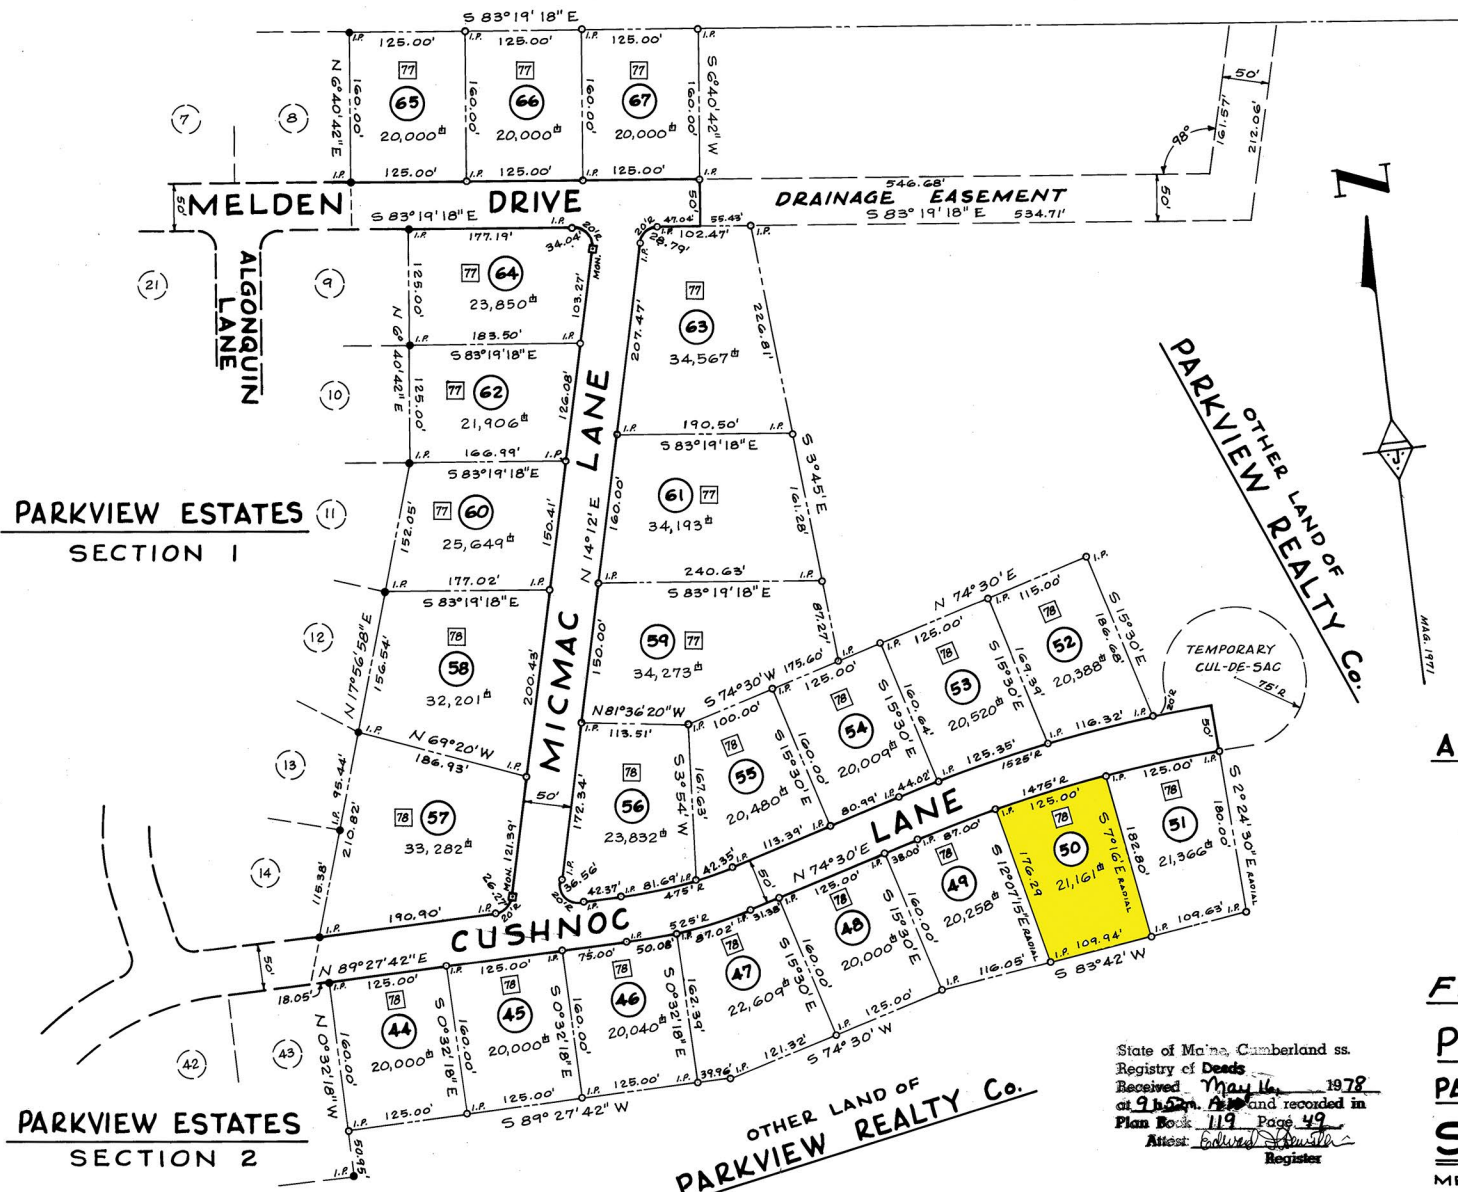 S 83°19'18"E
I.P. 125.00' I.P. 125.00' I.P. 125.00' I.P.
77 77 77
65 66 67
20,000 20,000 20,000
N 6°40'42"E 160.00' 160.00' 160.00' 160.00' S 6°40'42"W
I.P. 125.00' I.P. 125.00' I.P. 125.00' I.P.
7 8
50' 161.57' 212.06' 98°
50' MELDEN DRIVE 50'
546.68'
DRAINAGE EASEMENT
S 83°19'18"E 534.71'
50'
S 83°19'18"E
I.P. 177.19' I.P. 20'R 34.04' MON.
20'R I.P. 47.04' 55.43'
28.79' 102.47'
I.P.
ALGONQUIN
LANE
21 9 10 11 12 13 14
N 6°40'42"E
125.00' 77 64 103.27'
23,850
I.P. 183.50' I.P.
S 83°19'18"E
125.00' 77 62 126.08'
21,906
I.P. 166.99' I.P.
S 83°19'18"E
152.05' 77 60 150.41'
25,649
I.P. 177.02' I.P.
S 83°19'18"E
N 17°56'58"E
156.54' 78
58
32,201
200.43'
N 69°20'W
186.93' I.P.
I.P. 95.44' 210.82' 115.38'
78 57
33,282
121.39' MON. 26.27' 20'R
I.P. 190.90' I.P.
MICMAC LANE
N 14°12'E
50'
207.47' 77
63
34,567
226.81'
I.P. 190.50' I.P.
S 83°19'18"E
S 3°45'E
160.00' 61 77 161.28'
34,193
I.P. 240.63' I.P.
S 83°19'18"E
150.00' 59 77 87.27'
34,273
N81°36'20"W
I.P. 113.51' I.P.
172.34' 78
56
23,832
S 3°54'W 167.63'
I.P. 36.56' 20'R 42.37' I.P. 81.69' I.P. 475'R 42.35' I.P. 113.39' I.P. 80.99' I.P. 44.02' I.P. 125.35' 1525'R I.P. 116.32' I.P. 20'R
S 74°30'W 175.60' I.P.
100.00' I.P. 125.00' I.P.
N 74°30'E
125.00' I.P. 115.00' I.P.
78
55
20,480
S 15°30'E 160.00'
78
54
20,009
S 15°30'E 160.64'
78
53
20,520
S 15°30'E 169.39'
78
52
20,388
S 15°30'E 186.68'
TEMPORARY
CUL-DE-SAC
75'R
50'
OTHER LAND OF
PARKVIEW REALTY Co.
N
S
MAG. 1971
PARKVIEW ESTATES
SECTION 1
CUSHNOC LANE
50'
N 89°27'42"E
18.05' I.P. 125.00' I.P. 125.00' I.P. 75.00' I.P. 50.08' I.P. 525'R 87.02' I.P. 31.38' I.P.
50'
N 74°30'E
125.00' I.P. 38.00' I.P. 87.00' I.P. 1475'R 125.00' I.P. 125.00'
N 0°32'18"W
160.00'
78
44
20,000
S 0°32'18"E 160.00'
78
45
20,000
S 0°32'18"E 160.00'
78
46
20,040
S 0°32'18"E 162.39'
78
47
22,609
S 15°30'E 160.00'
78
48
20,000
S 15°30'E 160.00'
78
49
20,258
S 12°07'15"E RADIAL 176.29
78
50
21,161
S 7°16'E RADIAL 182.80'
78
51
21,366
S 2°24'30"E RADIAL 180.00'
42 43
I.P. 125.00' I.P. 125.00' I.P. 125.00' I.P. 39.96' I.P. 121.32' I.P. 125.00' I.P. 116.05' I.P. 109.94' I.P. 109.63' I.P.
S 89°27'42"W
S 74°30'W
S 83°42'W
50.95' I.P.
PARKVIEW ESTATES
SECTION 2
OTHER LAND OF
PARKVIEW REALTY Co.
State of Maine, Cumberland ss.
Registry of Deeds
Received May 16, 1978
at 9 h 52 m. A.M. and recorded in
Plan Book 119 Page 49
Attest
Register
A
F
P
PA
S
ME